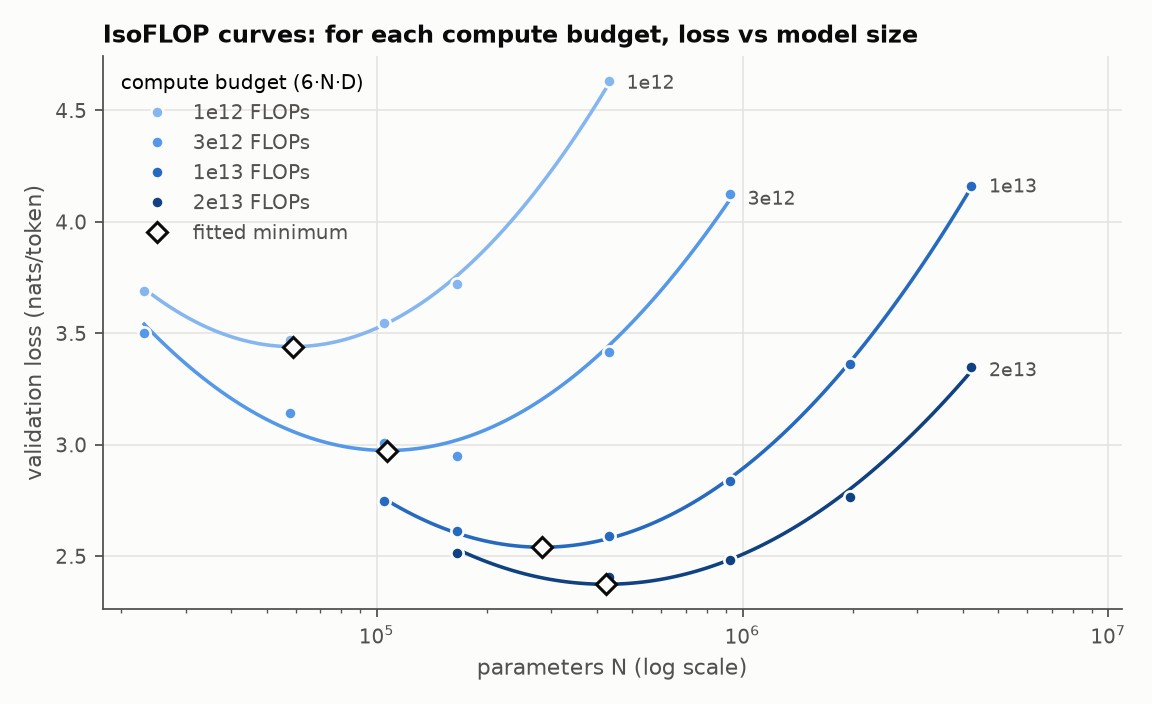 IsoFLOP curves: for each compute budget, loss vs model size
compute budget (6·N·D)
1e12 FLOPs
3e12 FLOPs
1e13 FLOPs
2e13 FLOPs
fitted minimum
1e12
3e12
1e13
2e13
4.5
4.0
3.5
3.0
2.5
validation loss (nats/token)
10⁵
10⁶
10⁷
parameters N (log scale)